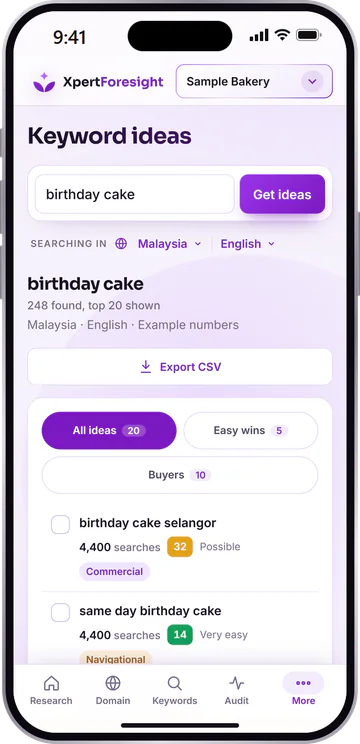 9:41
XpertForesight
Sample Bakery
Keyword ideas
birthday cake
Get ideas
SEARCHING IN Malaysia English
birthday cake
248 found, top 20 shown
Malaysia · English · Example numbers
Export CSV
All ideas 20
Easy wins 5
Buyers 10
birthday cake selangor
4,400 searches 32 Possible
Commercial
same day birthday cake
4,400 searches 14 Very easy
Navigational
Research Domain Keywords Audit More